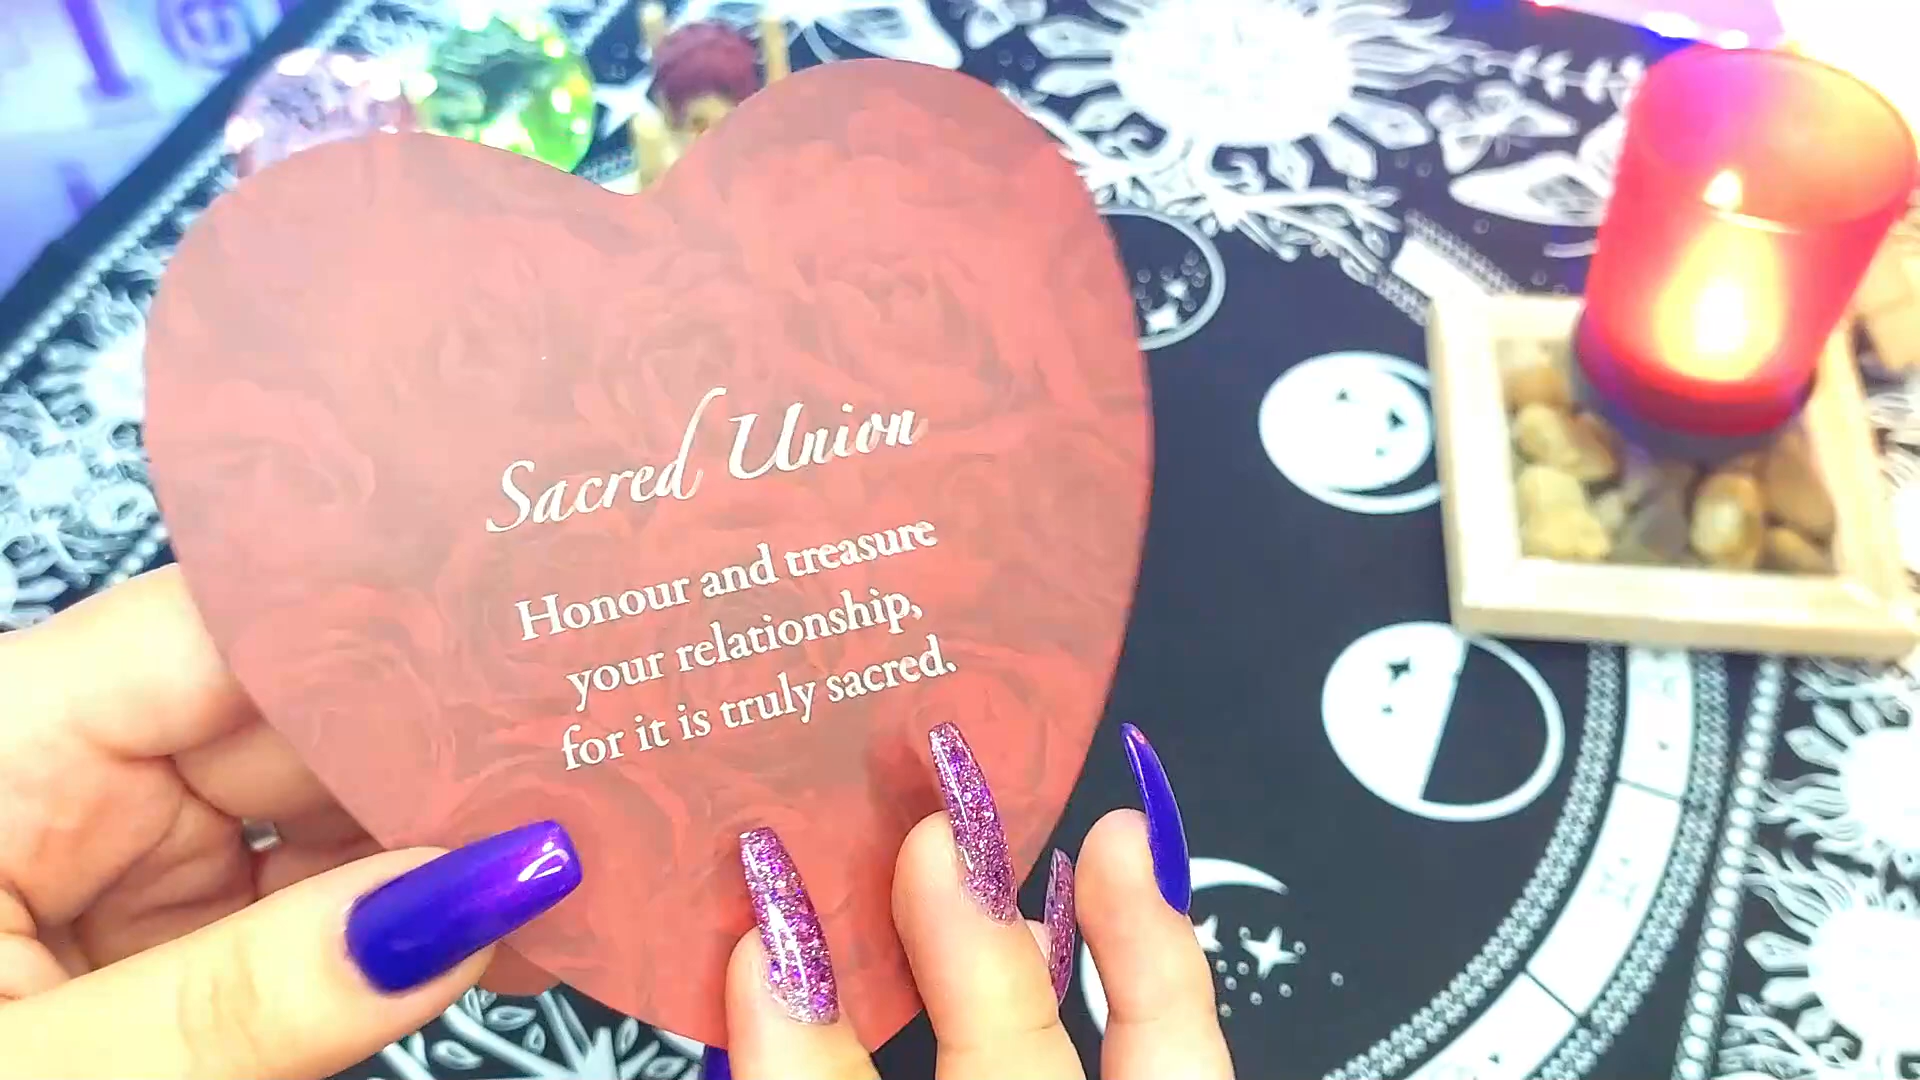 Sacred Union
Honour and treasure
your relationship,
for it is truly sacred.